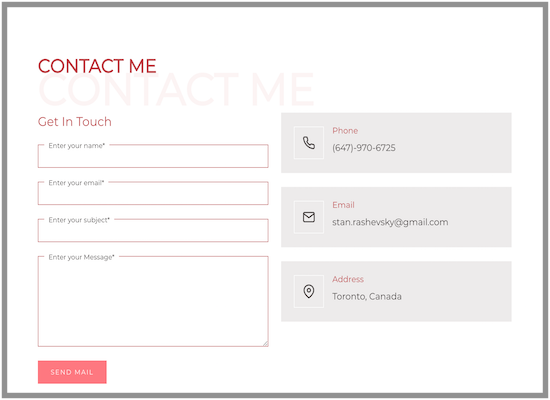 CONTACT ME
CONTACT ME
Get In Touch
Enter your name*
Enter your email*
Enter your subject*
Enter your Message*
SEND MAIL
Phone
(647)-970-6725
Email
stan.rashevsky@gmail.com
Address
Toronto, Canada